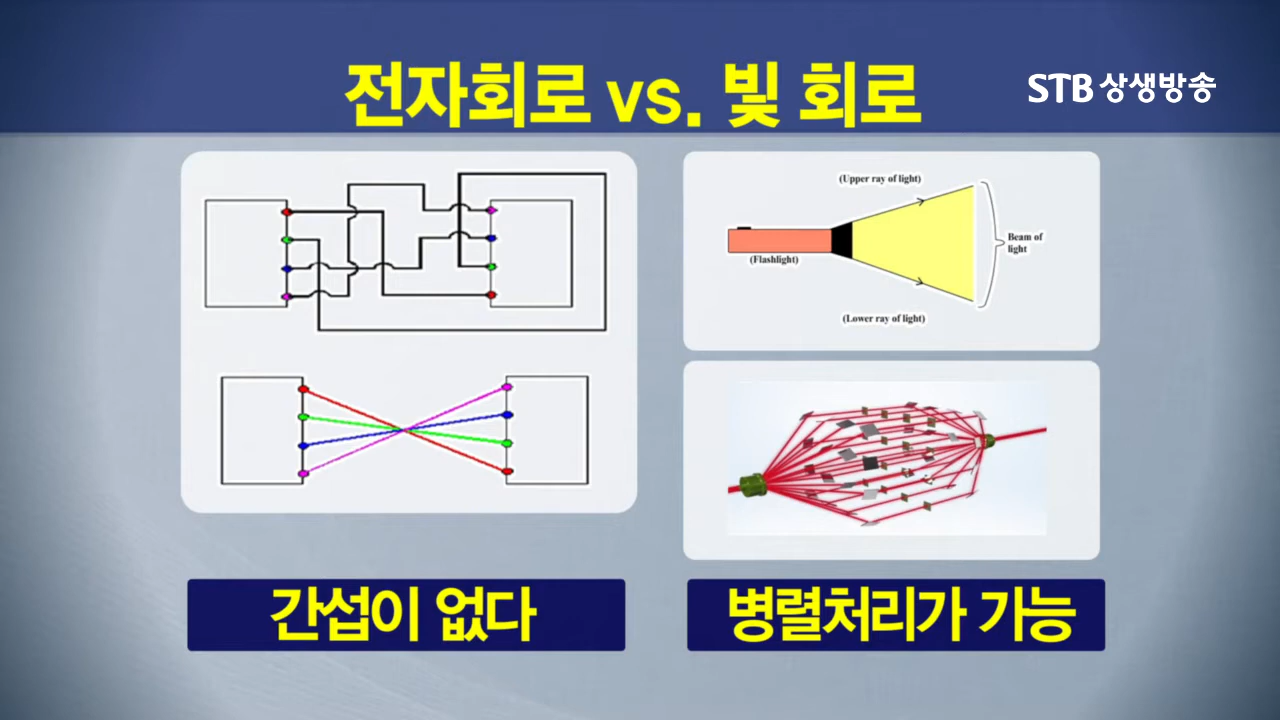 전자회로 vs. 빛 회로
STB 상생방송
(Upper ray of light)
(Flashlight)
Beam of
light
(Lower ray of light)
간섭이 없다
병렬처리가 가능